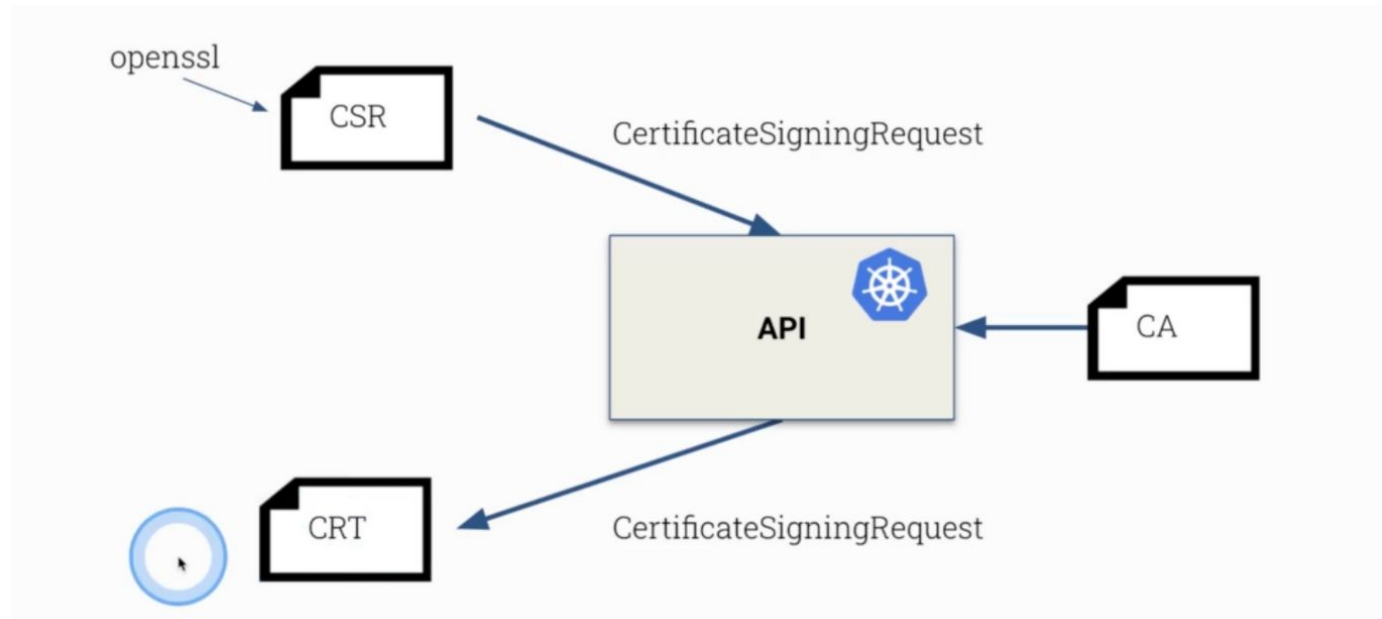 openssl
CSR
CertificateSigningRequest
API
CA
CRT
CertificateSigningRequest